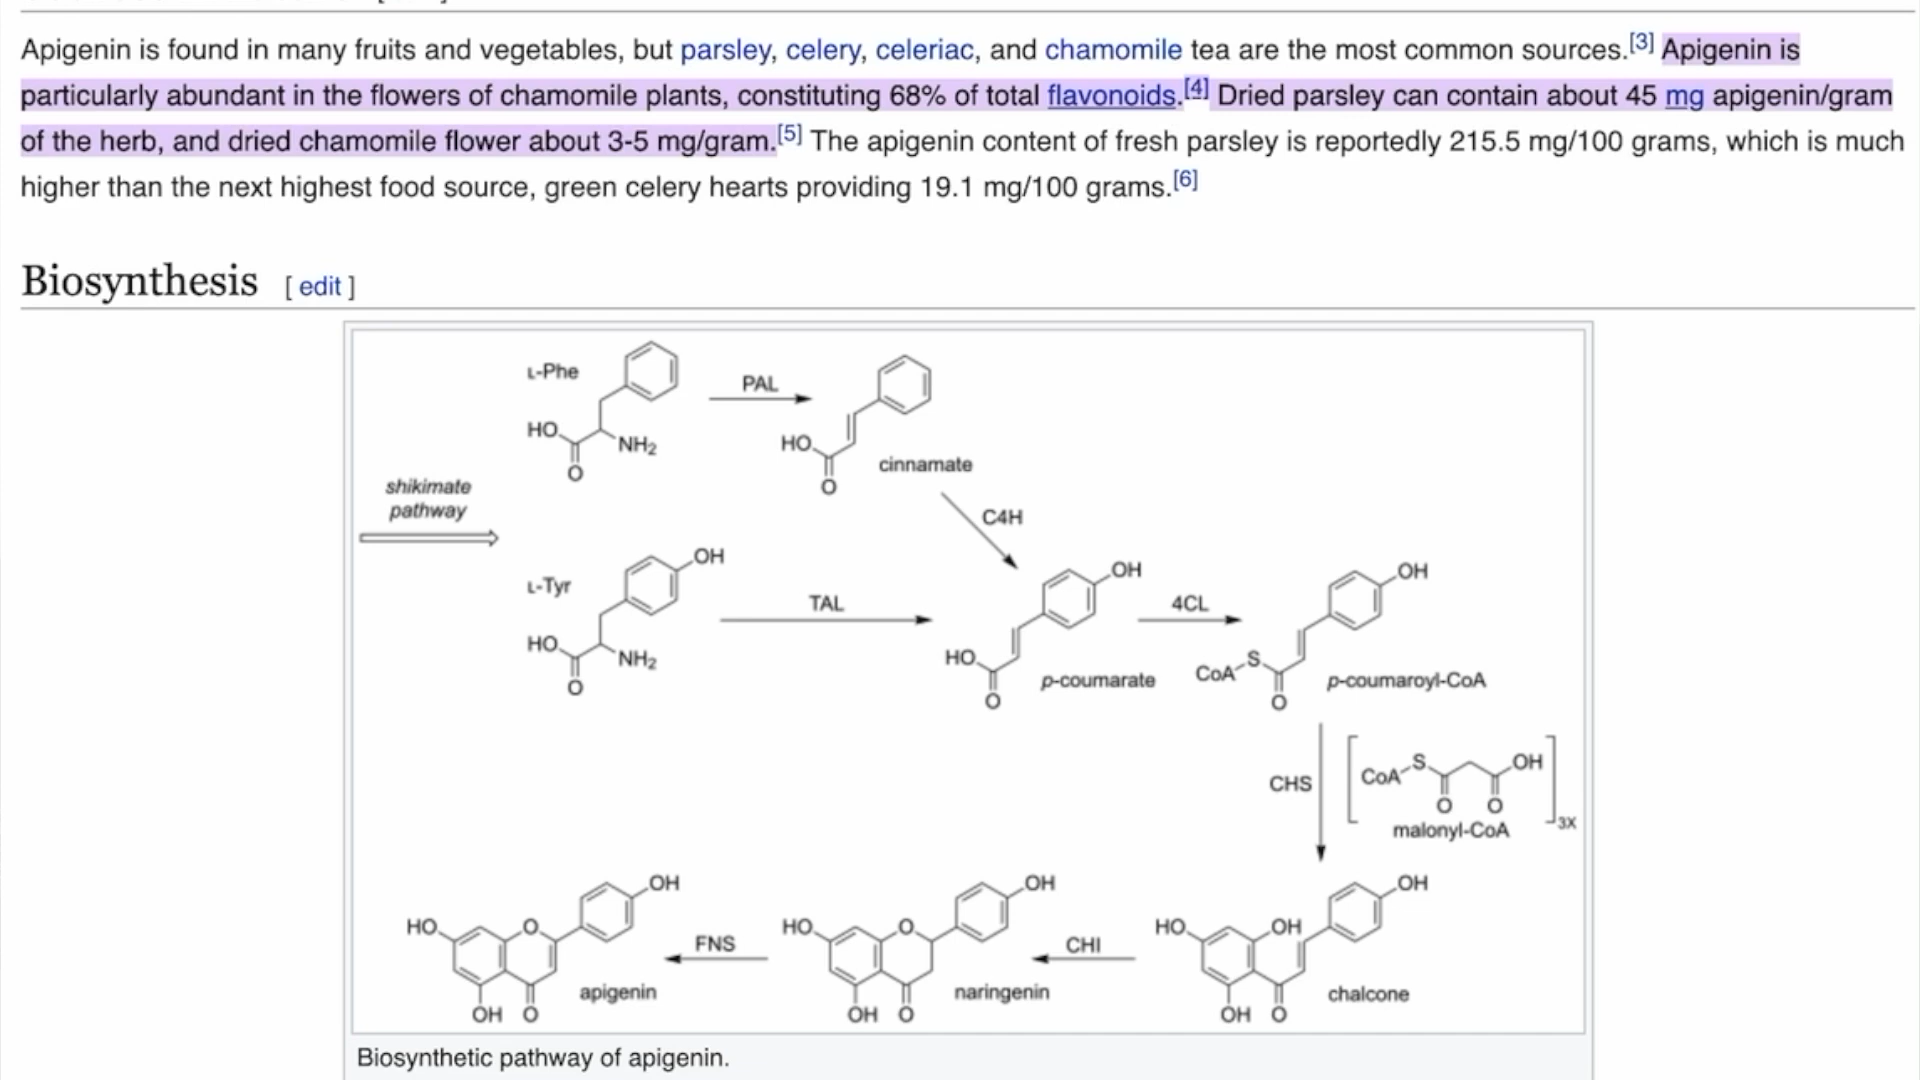 Apigenin is found in many fruits and vegetables, but parsley, celery, celeriac, and chamomile tea are the most common sources.[3] Apigenin is
particularly abundant in the flowers of chamomile plants, constituting 68% of total flavonoids.[4] Dried parsley can contain about 45 mg apigenin/gram
of the herb, and dried chamomile flower about 3-5 mg/gram.[5] The apigenin content of fresh parsley is reportedly 215.5 mg/100 grams, which is much
higher than the next highest food source, green celery hearts providing 19.1 mg/100 grams.[6]
Biosynthesis [ edit ]
L-Phe
HO
NH2
O
PAL
HO
O
cinnamate
shikimate
pathway
C4H
L-Tyr
OH
HO
NH2
O
TAL
OH
HO
O
p-coumarate
4CL
OH
CoA
S
O
p-coumaroyl-CoA
CHS
CoA
S
OH
O
O
malonyl-CoA
3X
HO
O
OH
OH
O
apigenin
FNS
HO
O
OH
OH
O
naringenin
CHI
HO
OH
OH
OH
O
chalcone
Biosynthetic pathway of apigenin.